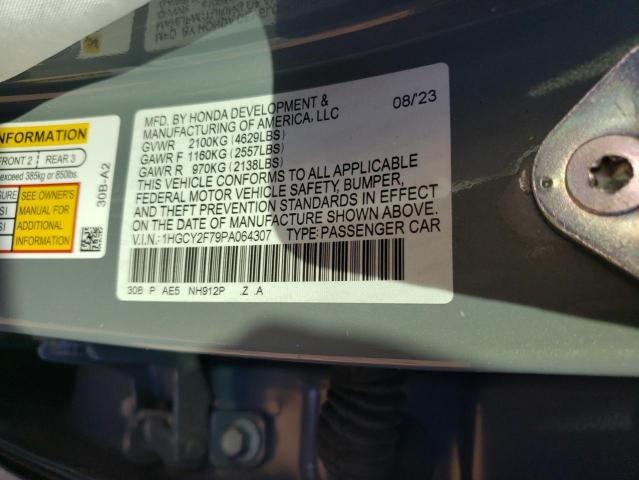 MFD. BY HONDA DEVELOPMENT & 08/'23
MANUFACTURING OF AMERICA, LLC
GVWR 2100KG (4629LBS)
GAWR F 1160KG (2557LBS)
GAWR R 970KG (2138LBS)
THIS VEHICLE CONFORMS TO ALL APPLICABLE
FEDERAL MOTOR VEHICLE SAFETY, BUMPER,
AND THEFT PREVENTION STANDARDS IN EFFECT
ON THE DATE OF MANUFACTURE SHOWN ABOVE.
V.I.N.: 1HGCY2F79PA064307 TYPE: PASSENGER CAR
30B P AE5 NH912P .Z .A
INFORMATION
FRONT 2 REAR 3
exceed 385kg or 850lbs.
SEE OWNER'S
MANUAL FOR
ADDITIONAL
INFORMATION
30B-A2